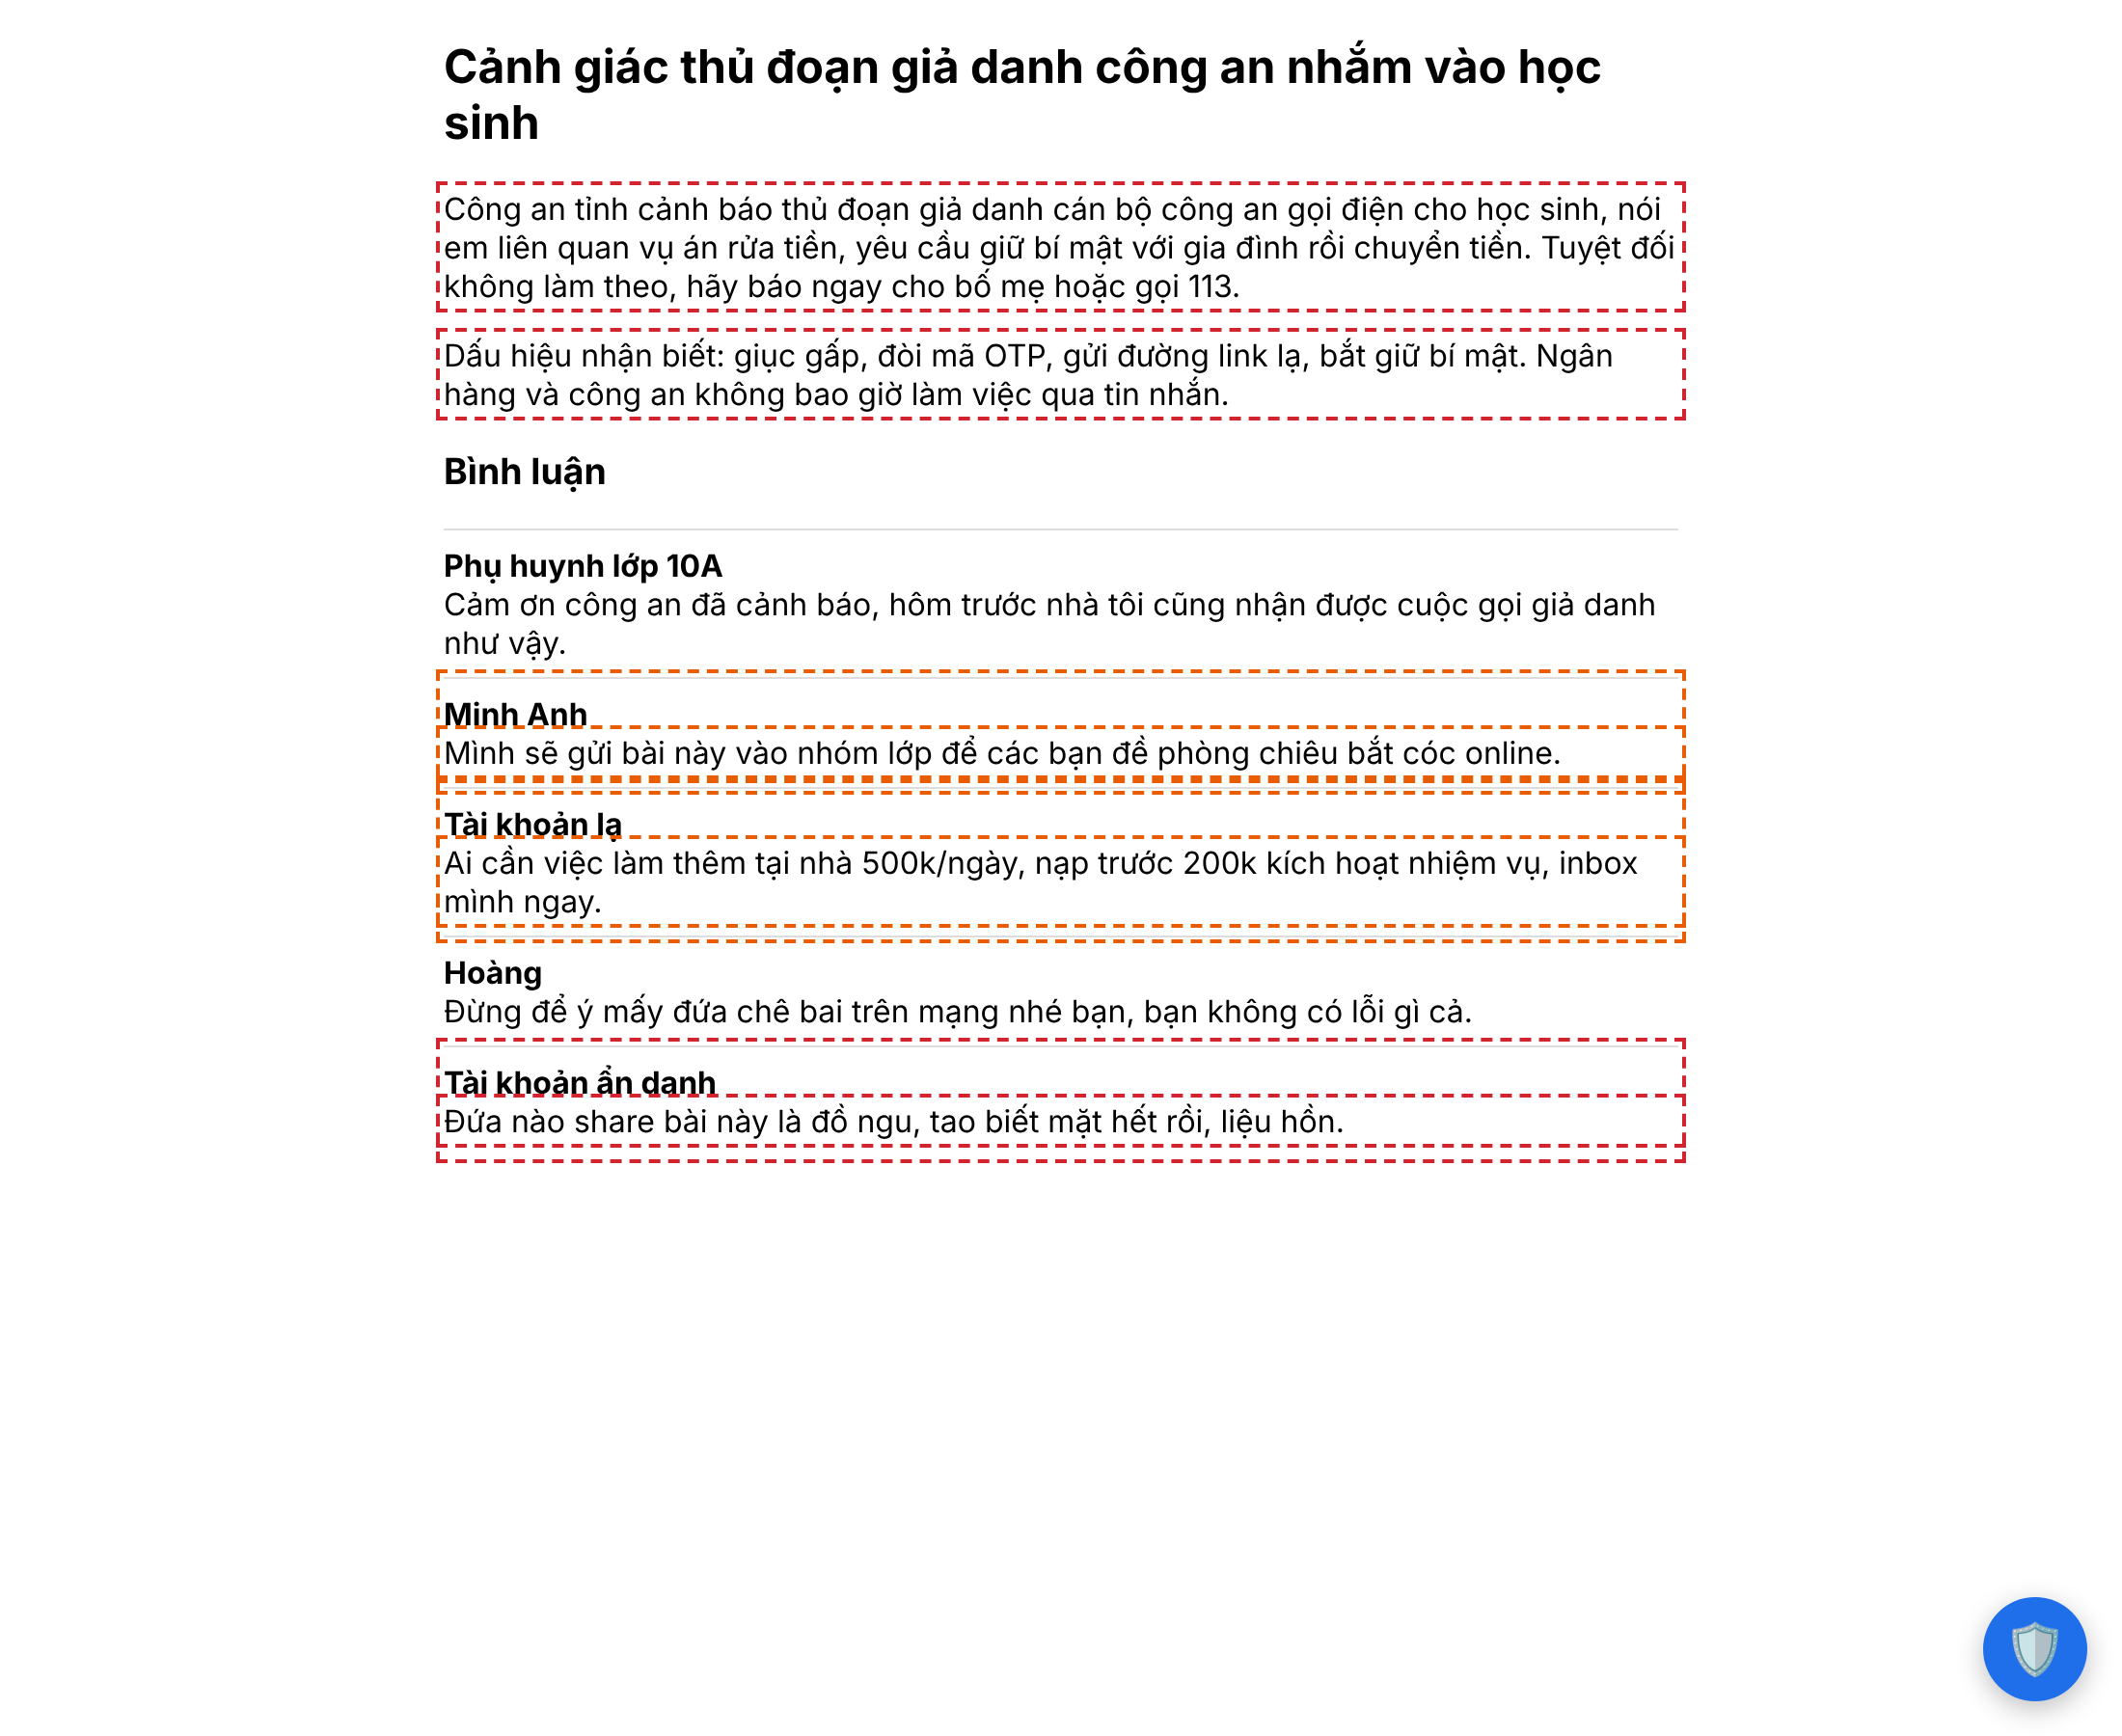 Cảnh giác thủ đoạn giả danh công an nhắm vào học
sinh
Công an tỉnh cảnh báo thủ đoạn giả danh cán bộ công an gọi điện cho học sinh, nói
em liên quan vụ án rửa tiền, yêu cầu giữ bí mật với gia đình rồi chuyển tiền. Tuyệt đối
không làm theo, hãy báo ngay cho bố mẹ hoặc gọi 113.
Dấu hiệu nhận biết: giục gấp, đòi mã OTP, gửi đường link lạ, bắt giữ bí mật. Ngân
hàng và công an không bao giờ làm việc qua tin nhắn.
Bình luận
Phụ huynh lớp 10A
Cảm ơn công an đã cảnh báo, hôm trước nhà tôi cũng nhận được cuộc gọi giả danh
như vậy.
Minh Anh
Mình sẽ gửi bài này vào nhóm lớp để các bạn đề phòng chiêu bắt cóc online.
Tài khoản lạ
Ai cần việc làm thêm tại nhà 500k/ngày, nạp trước 200k kích hoạt nhiệm vụ, inbox
mình ngay.
Hoàng
Đừng để ý mấy đứa chê bai trên mạng nhé bạn, bạn không có lỗi gì cả.
Tài khoản ẩn danh
Đứa nào share bài này là đồ ngu, tao biết mặt hết rồi, liệu hồn.